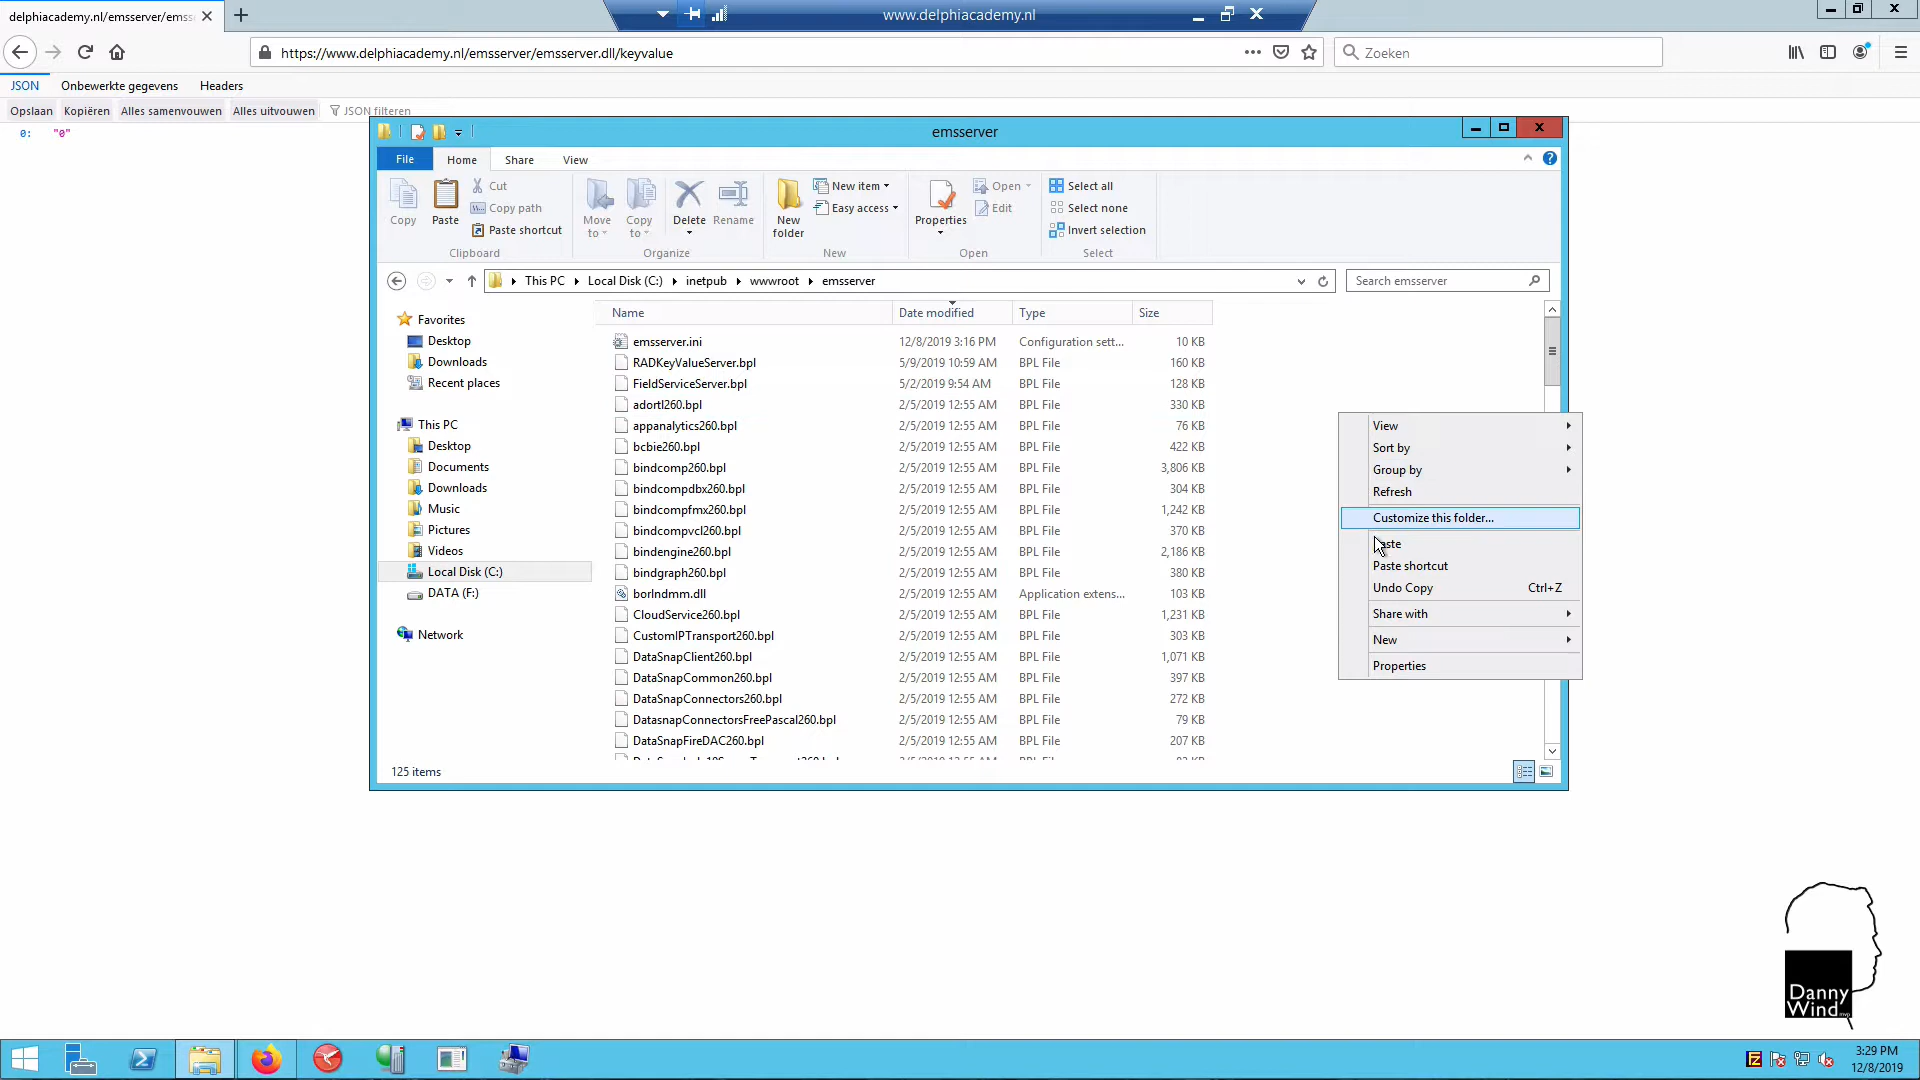 delphiacademy.nl/emsserver/emss
www.delphiacademy.nl
https://www.delphiacademy.nl/emsserver/emsserver.dll/keyvalue
Zoeken
JSON Onbewerkte gegevens Headers
Opslaan Kopiëren Alles samenvouwen Alles uitvouwen JSON filteren
0: "0"
emsserver
File Home Share View
Copy
Paste
Cut
Copy path
Paste shortcut
Clipboard
Move to
Copy to
Delete
Rename
Organize
New folder
New item
Easy access
New
Properties
Open
Edit
Open
Select all
Select none
Invert selection
Select
This PC Local Disk (C:) inetpub wwwroot emsserver
Search emsserver
Favorites
Desktop
Downloads
Recent places
This PC
Desktop
Documents
Downloads
Music
Pictures
Videos
Local Disk (C:)
DATA (F:)
Network
Name Date modified Type Size
emsserver.ini 12/8/2019 3:16 PM Configuration sett... 10 KB
RADKeyValueServer.bpl 5/9/2019 10:59 AM BPL File 160 KB
FieldServiceServer.bpl 5/2/2019 9:54 AM BPL File 128 KB
adortl260.bpl 2/5/2019 12:55 AM BPL File 330 KB
appanalytics260.bpl 2/5/2019 12:55 AM BPL File 76 KB
bcbie260.bpl 2/5/2019 12:55 AM BPL File 422 KB
bindcomp260.bpl 2/5/2019 12:55 AM BPL File 3,806 KB
bindcompdbx260.bpl 2/5/2019 12:55 AM BPL File 304 KB
bindcompfmx260.bpl 2/5/2019 12:55 AM BPL File 1,242 KB
bindcompvcl260.bpl 2/5/2019 12:55 AM BPL File 370 KB
bindengine260.bpl 2/5/2019 12:55 AM BPL File 2,186 KB
bindgraph260.bpl 2/5/2019 12:55 AM BPL File 380 KB
borlndmm.dll 2/5/2019 12:55 AM Application extens... 103 KB
CloudService260.bpl 2/5/2019 12:55 AM BPL File 1,231 KB
CustomIPTransport260.bpl 2/5/2019 12:55 AM BPL File 303 KB
DataSnapClient260.bpl 2/5/2019 12:55 AM BPL File 1,071 KB
DataSnapCommon260.bpl 2/5/2019 12:55 AM BPL File 397 KB
DataSnapConnectors260.bpl 2/5/2019 12:55 AM BPL File 272 KB
DatasnapConnectorsFreePascal260.bpl 2/5/2019 12:55 AM BPL File 79 KB
DataSnapFireDAC260.bpl 2/5/2019 12:55 AM BPL File 207 KB
View
Sort by
Group by
Refresh
Customize this folder...
Paste
Paste shortcut
Undo Copy Ctrl+Z
Share with
New
Properties
125 items
Danny
Wind
mvp
FZ
3:29 PM
12/8/2019